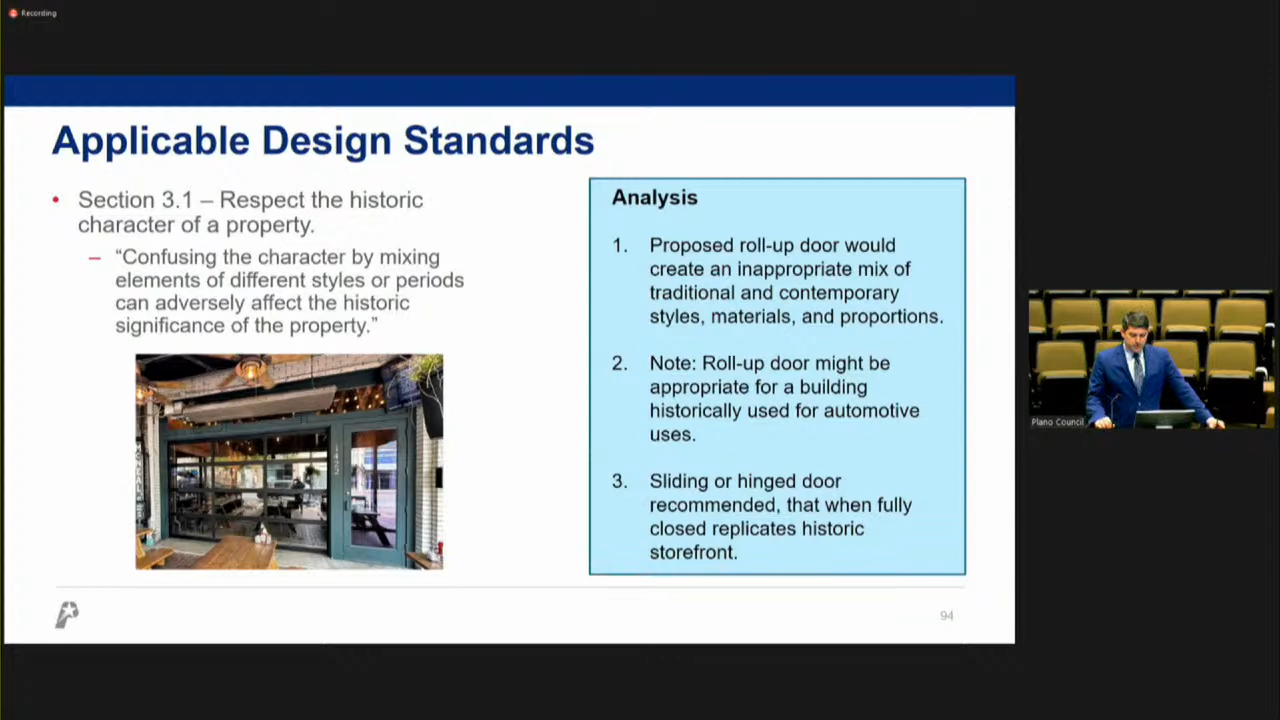 Recording
Applicable Design Standards
• Section 3.1 – Respect the historic
character of a property.
– “Confusing the character by mixing
elements of different styles or periods
can adversely affect the historic
significance of the property.”
1422
Analysis
1. Proposed roll-up door would
create an inappropriate mix of
traditional and contemporary
styles, materials, and proportions.
2. Note: Roll-up door might be
appropriate for a building
historically used for automotive
uses.
3. Sliding or hinged door
recommended, that when fully
closed replicates historic
storefront.
94
Plano Council